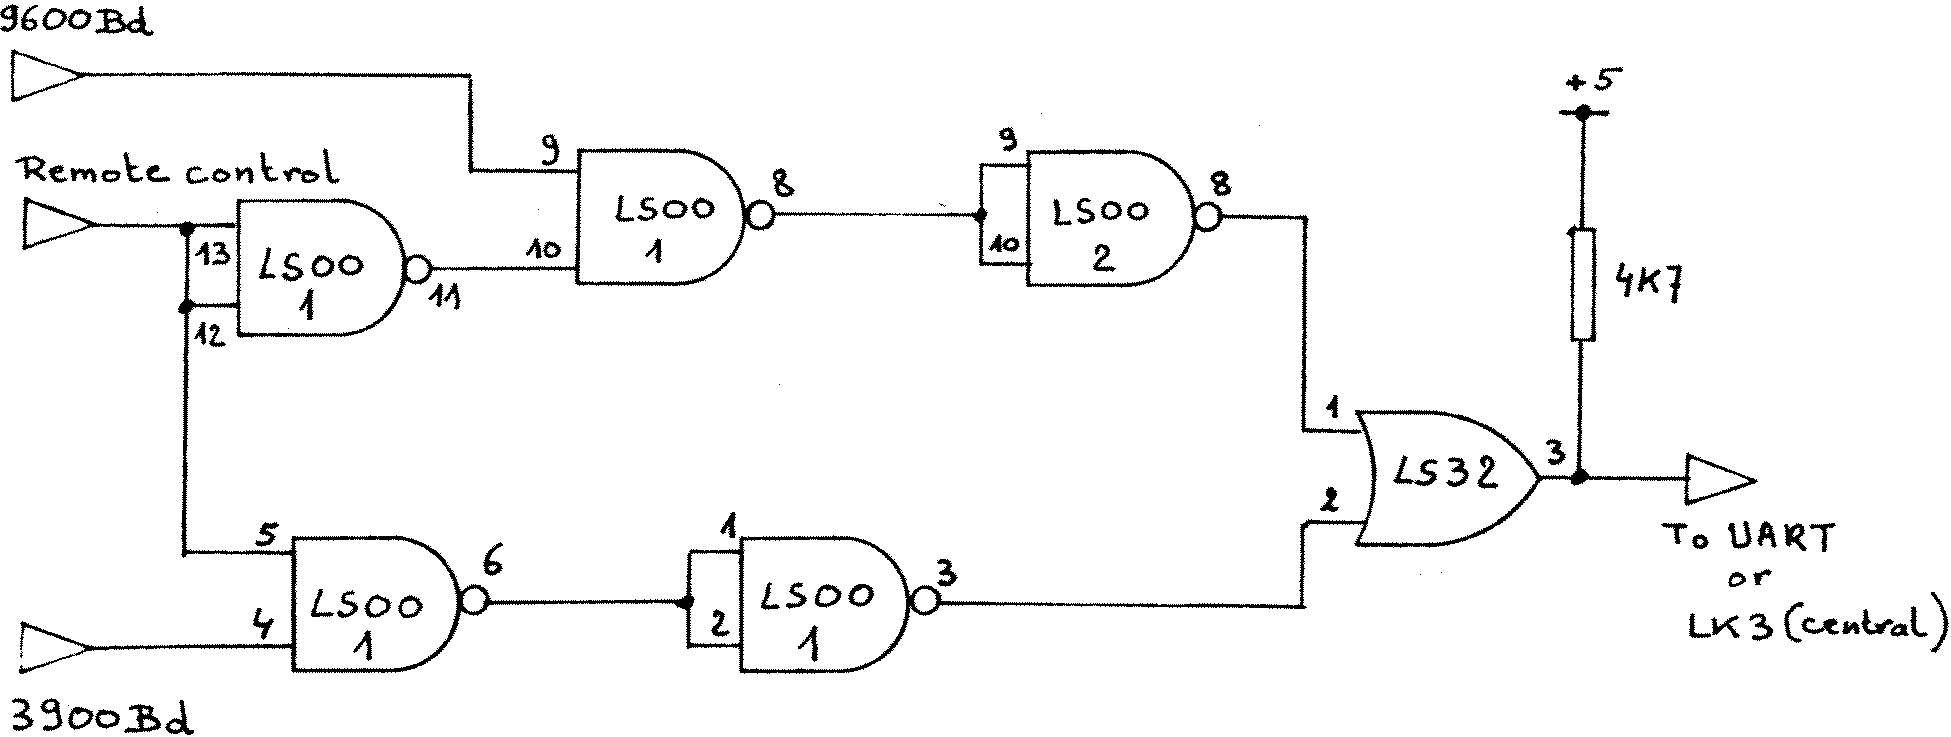 9600Bd
+5
Remote control
13
12
LS00
1
11
9
10
LS00
1
8
9
10
LS00
2
8
4K7
5
4
LS00
1
6
1
2
LS00
1
3
1
2
LS32
3
To UART
or
LK3 (central)
3900Bd